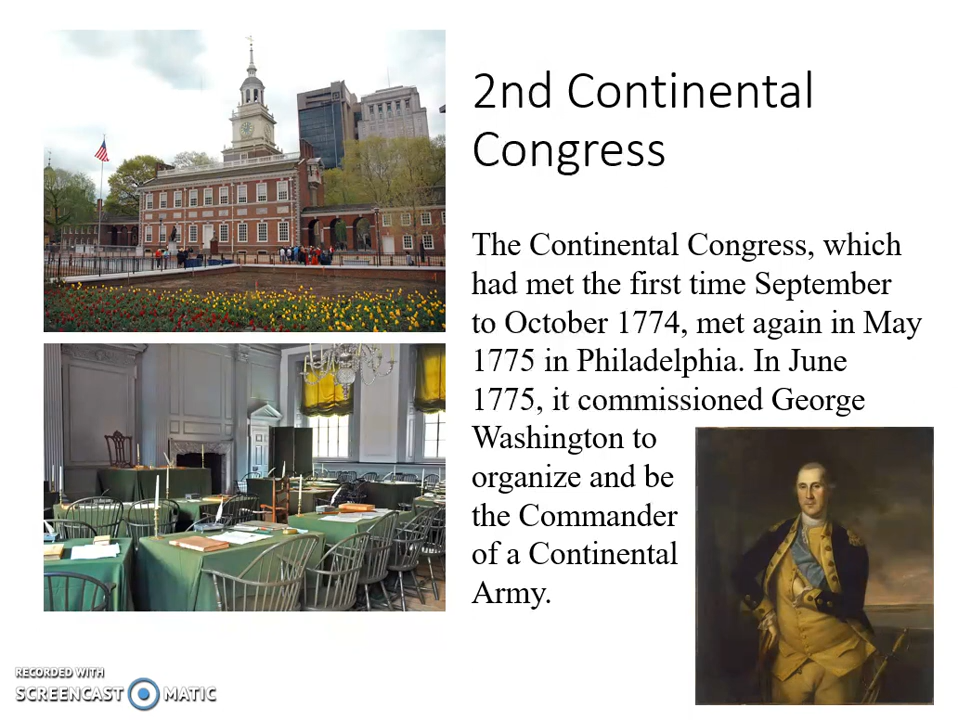 2nd Continental
Congress
The Continental Congress, which
had met the first time September
to October 1774, met again in May
1775 in Philadelphia. In June
1775, it commissioned George
Washington to
organize and be
the Commander
of a Continental
Army.
RECORDED WITH
SCREENCAST MATIC